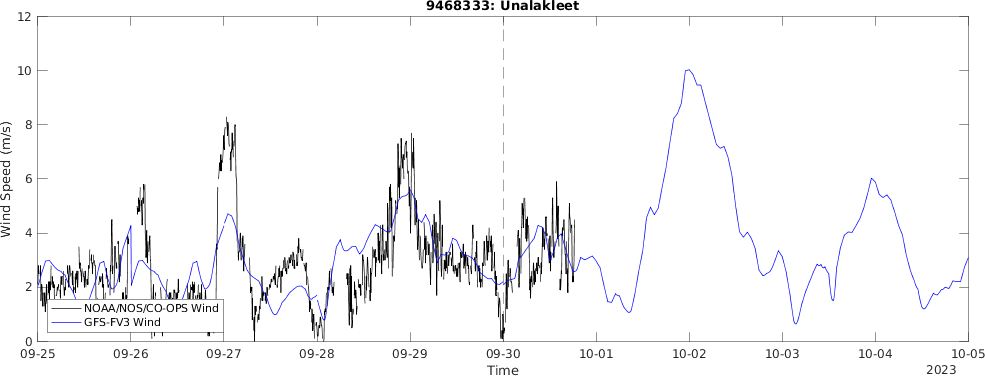 9468333: Unalakleet
12
10
8
6
4
2
0
Wind Speed (m/s)
NOAA/NOS/CO-OPS Wind
GFS-FV3 Wind
09-25 09-26 09-27 09-28 09-29 09-30 10-01 10-02 10-03 10-04 10-05
Time
2023